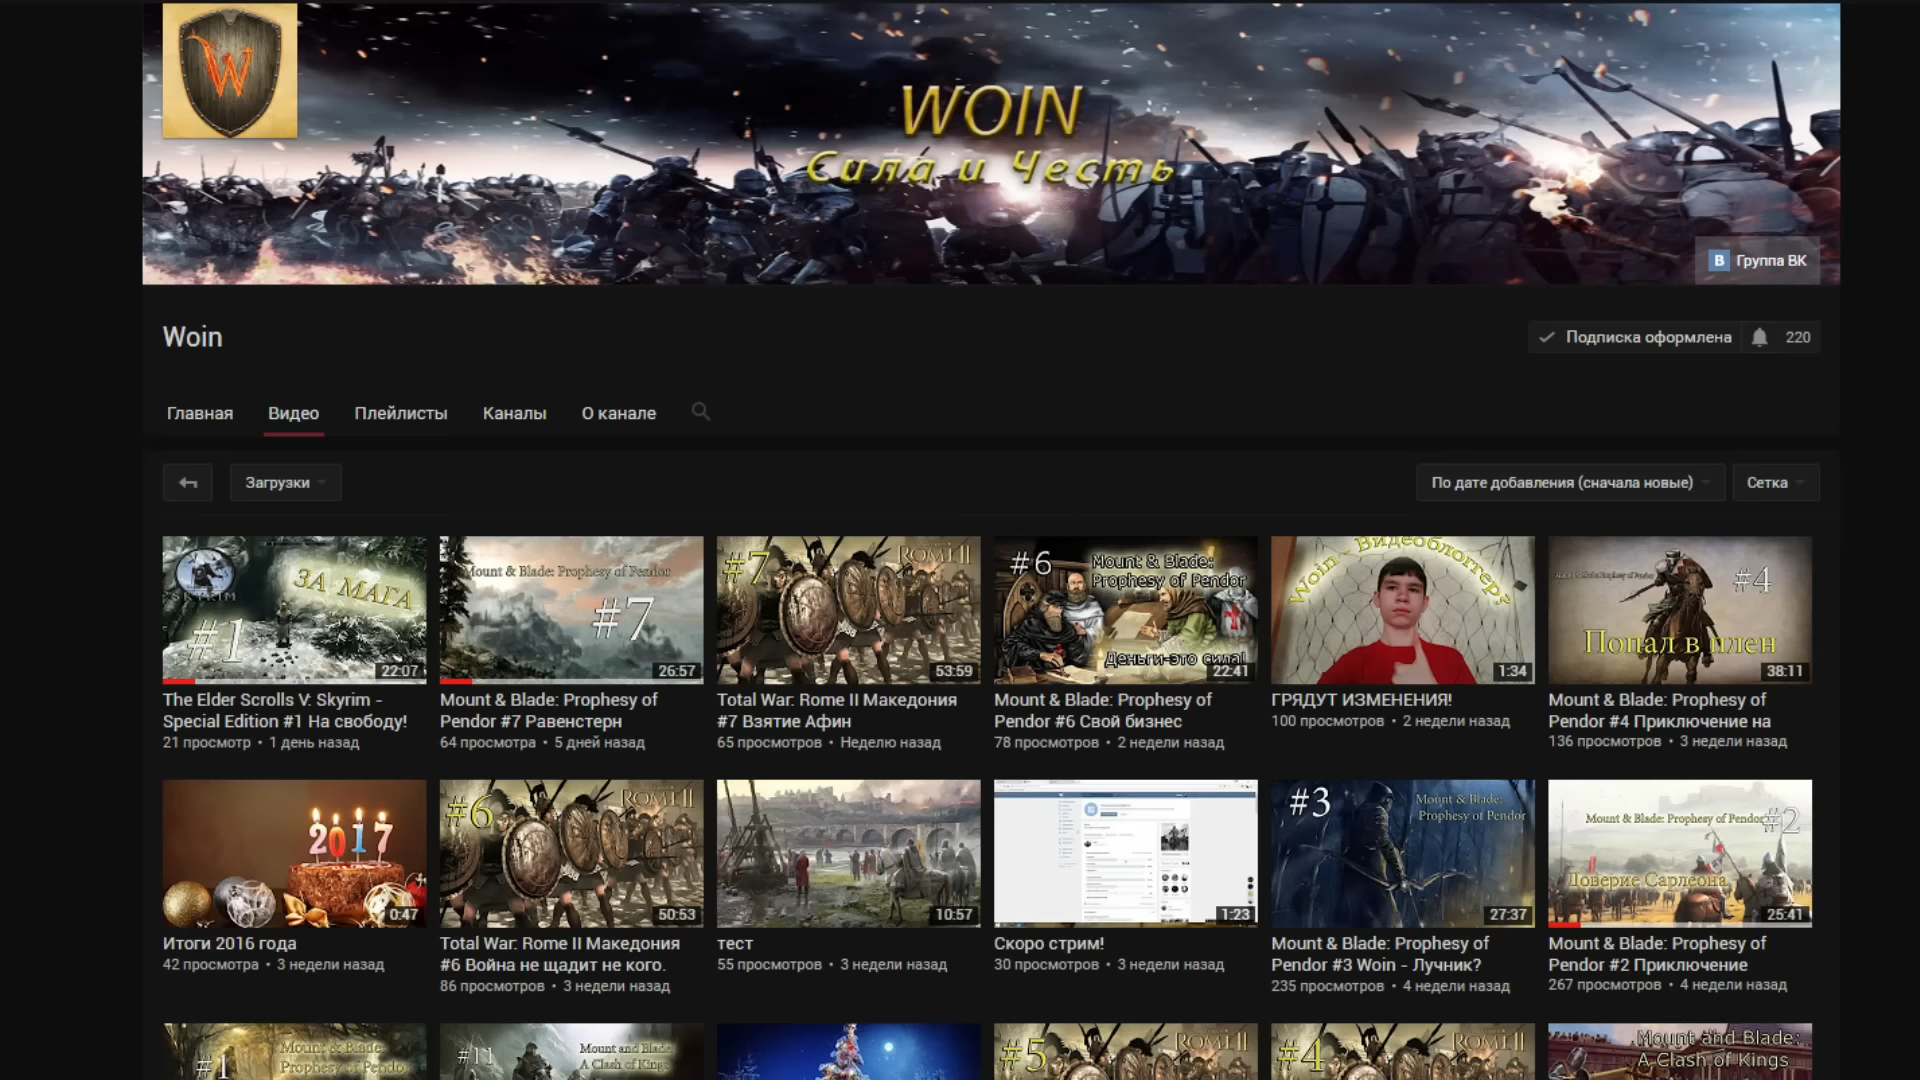 W
WOIN
Сила и Честь
В Группа ВК
Woin
Подписка оформлена 220
Главная Видео Плейлисты Каналы О канале
Загрузки
По дате добавления (сначала новые) Сетка
SKYRIM
ЗА МАГА
#1
22:07
The Elder Scrolls V: Skyrim -
Special Edition #1 На свободу!
21 просмотр • 1 день назад
Mount & Blade: Prophesy of Pendor
#7
26:57
Mount & Blade: Prophesy of
Pendor #7 Равенстерн
64 просмотра • 5 дней назад
#7
ROME II
53:59
Total War: Rome II Македония
#7 Взятие Афин
65 просмотров • Неделю назад
#6
Mount & Blade:
Prophesy of Pendor
Деньги-это сила!
22:41
Mount & Blade: Prophesy of
Pendor #6 Свой бизнес
78 просмотров • 2 недели назад
Woin - Видеоблоггер?
1:34
ГРЯДУТ ИЗМЕНЕНИЯ!
100 просмотров • 2 недели назад
#4
Попал в плен
38:11
Mount & Blade: Prophesy of
Pendor #4 Приключение на
136 просмотров • 3 недели назад
2017
0:47
Итоги 2016 года
42 просмотра • 3 недели назад
#6
ROME II
50:53
Total War: Rome II Македония
#6 Война не щадит не кого.
86 просмотров • 3 недели назад
10:57
тест
55 просмотров • 3 недели назад
1:23
Скоро стрим!
30 просмотров • 3 недели назад
#3
Mount & Blade:
Prophesy of Pendor
27:37
Mount & Blade: Prophesy of
Pendor #3 Woin - Лучник?
235 просмотров • 4 недели назад
Mount & Blade: Prophesy of Pendor
#2
Доверие Сарлеона
25:41
Mount & Blade: Prophesy of
Pendor #2 Приключение
267 просмотров • 4 недели назад
#1
Mount & Blade:
Prophesy of Pendor
#11
Mount and Blade:
A Clash of Kings
#5
ROME II
#4
ROME II
Mount and Blade:
A Clash of Kings